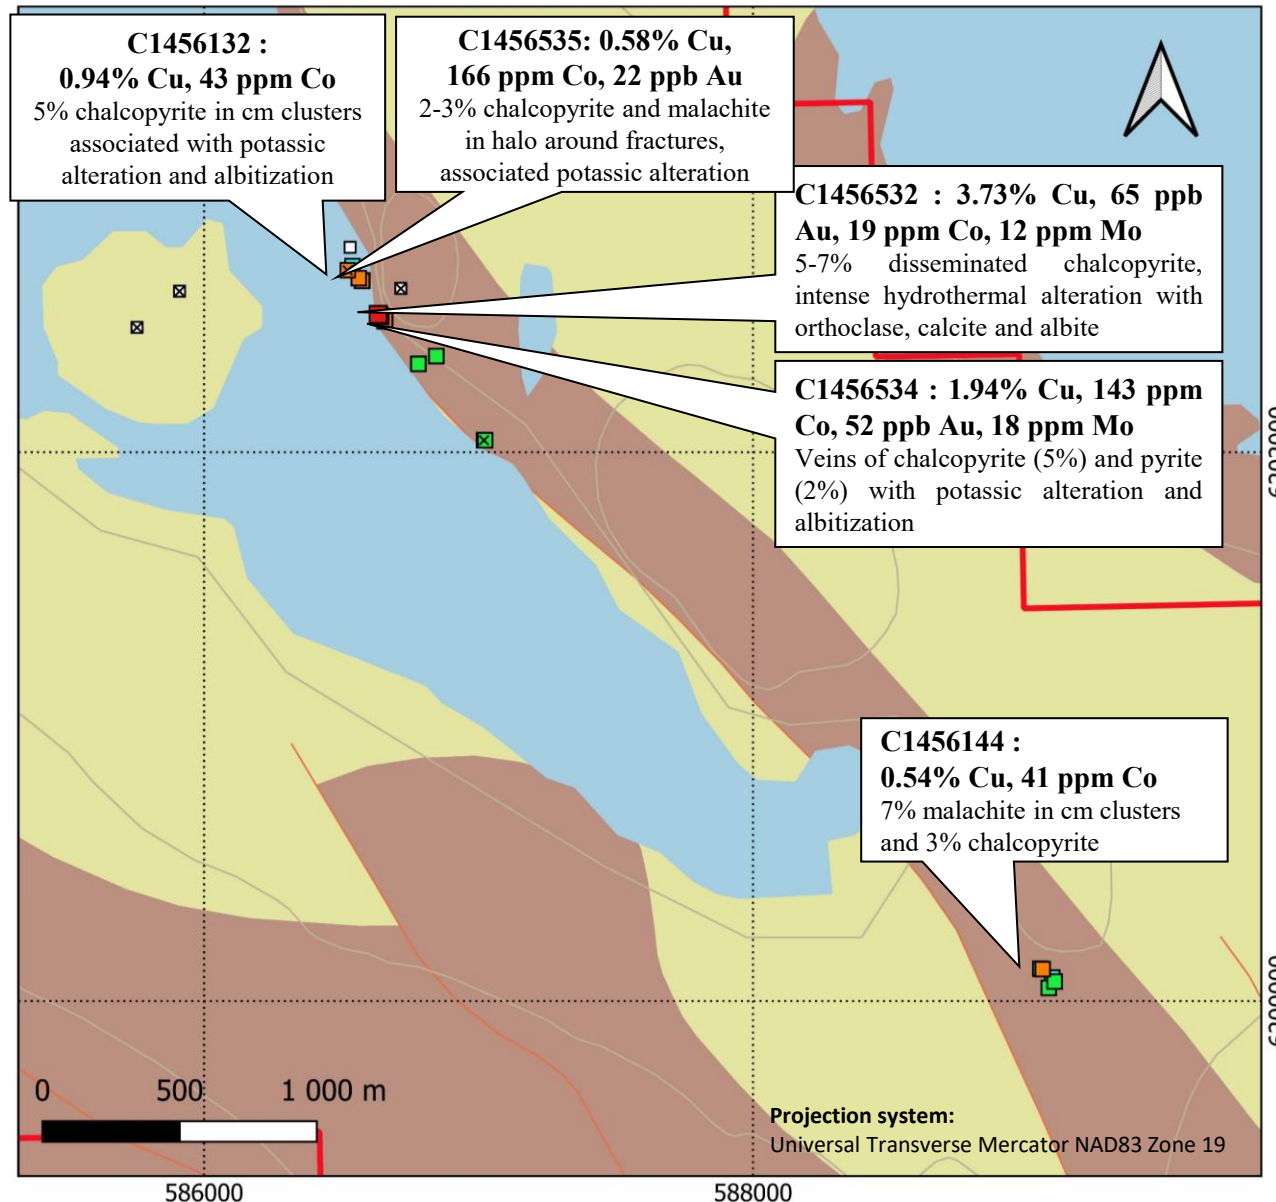 C1456132 :
0.94% Cu, 43 ppm Co
5% chalcopyrite in cm clusters
associated with potassic
alteration and albitization
C1456535: 0.58% Cu,
166 ppm Co, 22 ppb Au
2-3% chalcopyrite and malachite
in halo around fractures,
associated potassic alteration
C1456532 : 3.73% Cu, 65 ppb
Au, 19 ppm Co, 12 ppm Mo
5-7% disseminated chalcopyrite,
intense hydrothermal alteration with
orthoclase, calcite and albite
C1456534 : 1.94% Cu, 143 ppm
Co, 52 ppb Au, 18 ppm Mo
Veins of chalcopyrite (5%) and pyrite
(2%) with potassic alteration and
albitization
C1456144 :
0.54% Cu, 41 ppm Co
7% malachite in cm clusters
and 3% chalcopyrite
0 500 1 000 m
Projection system:
Universal Transverse Mercator NAD83 Zone 19
586000 588000